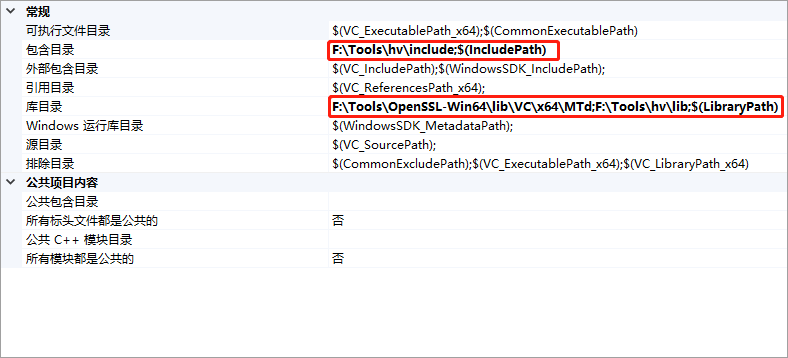 常规
可执行文件目录 $(VC_ExecutablePath_x64);$(CommonExecutablePath)
包含目录 F:\Tools\hv\include;$(IncludePath)
外部包含目录 $(VC_IncludePath);$(WindowsSDK_IncludePath);
引用目录 $(VC_ReferencesPath_x64);
库目录 F:\Tools\OpenSSL-Win64\lib\VC\x64\MTd;F:\Tools\hv\lib;$(LibraryPath)
Windows 运行库目录 $(WindowsSDK_MetadataPath);
源目录 $(VC_SourcePath);
排除目录 $(CommonExcludePath);$(VC_ExecutablePath_x64);$(VC_LibraryPath_x64)
公共项目内容
公共包含目录
所有标头文件都是公共的 否
公共 C++ 模块目录
所有模块都是公共的 否